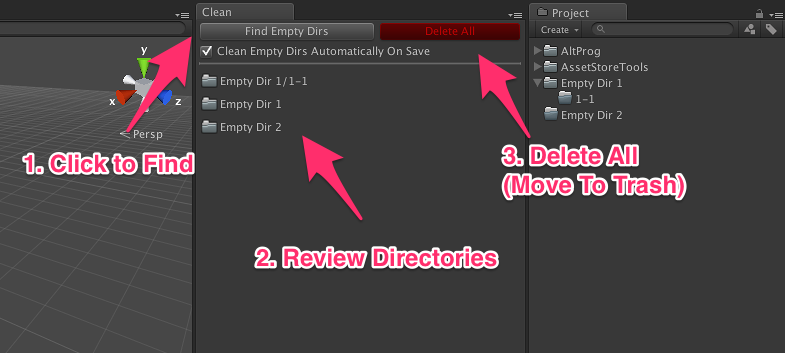 Clean
Project
Find Empty Dirs
Delete All
Create
Clean Empty Dirs Automatically On Save
AltProg
AssetStoreTools
Empty Dir 1/1-1
Empty Dir 1
1-1
Empty Dir 1
Empty Dir 2
Empty Dir 2
y
x
z
Persp
1. Click to Find
2. Review Directories
3. Delete All
(Move To Trash)